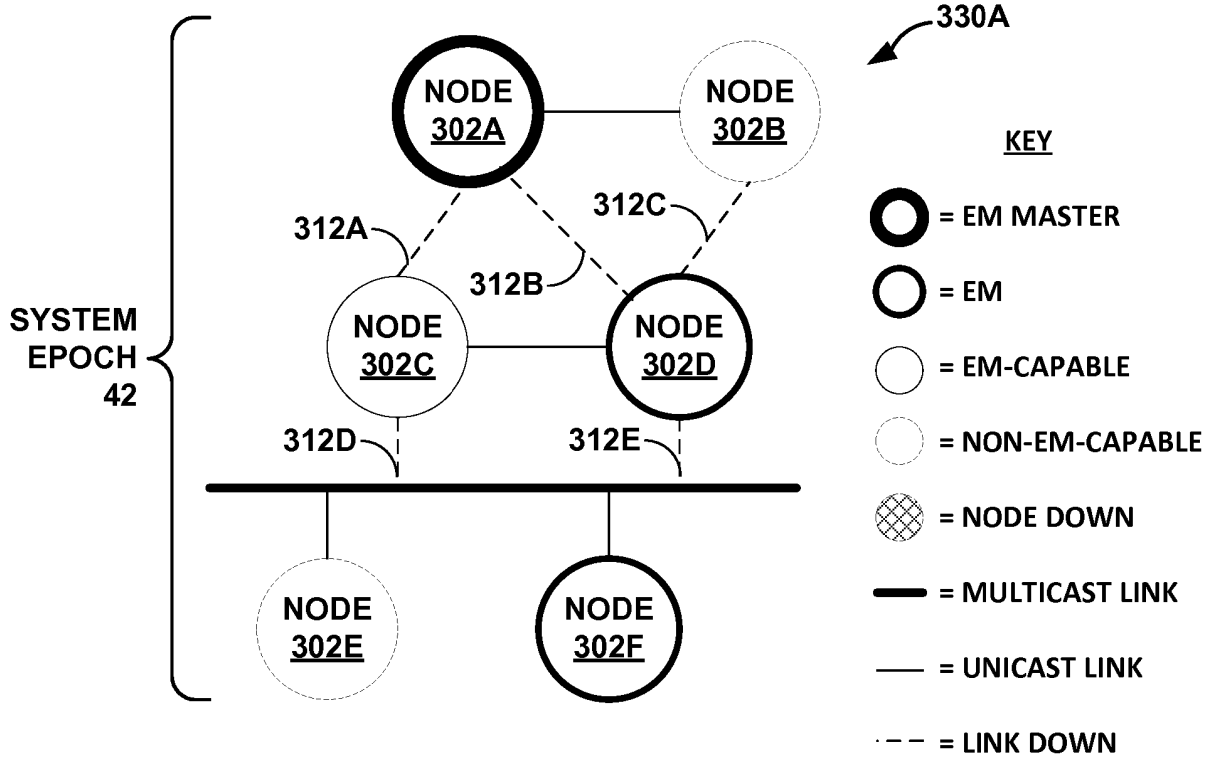 330A
NODE
302A
NODE
302B
KEY
312A
312B
312C
= EM MASTER
= EM
SYSTEM
EPOCH
42
NODE
302C
NODE
302D
= EM-CAPABLE
312D
312E
= NON-EM-CAPABLE
= NODE DOWN
NODE
302E
NODE
302F
= MULTICAST LINK
= UNICAST LINK
= LINK DOWN